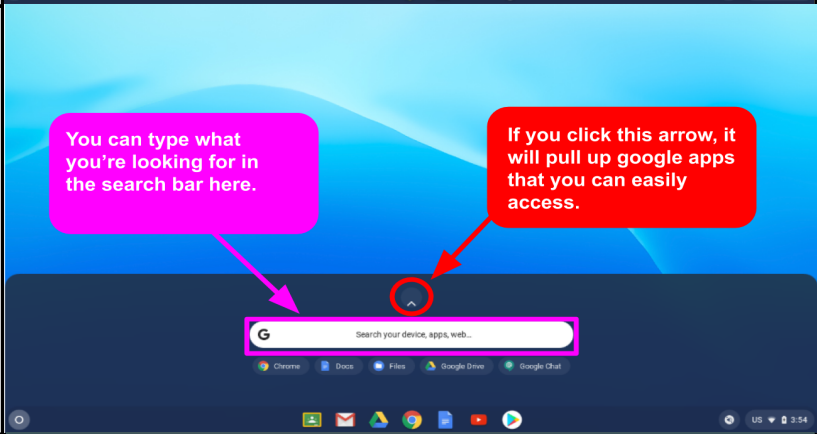 You can type what
you’re looking for in
the search bar here.
If you click this arrow, it
will pull up google apps
that you can easily
access.
G Search your device, apps, web...
Chrome Docs Files Google Drive Google Chat
US 3:54